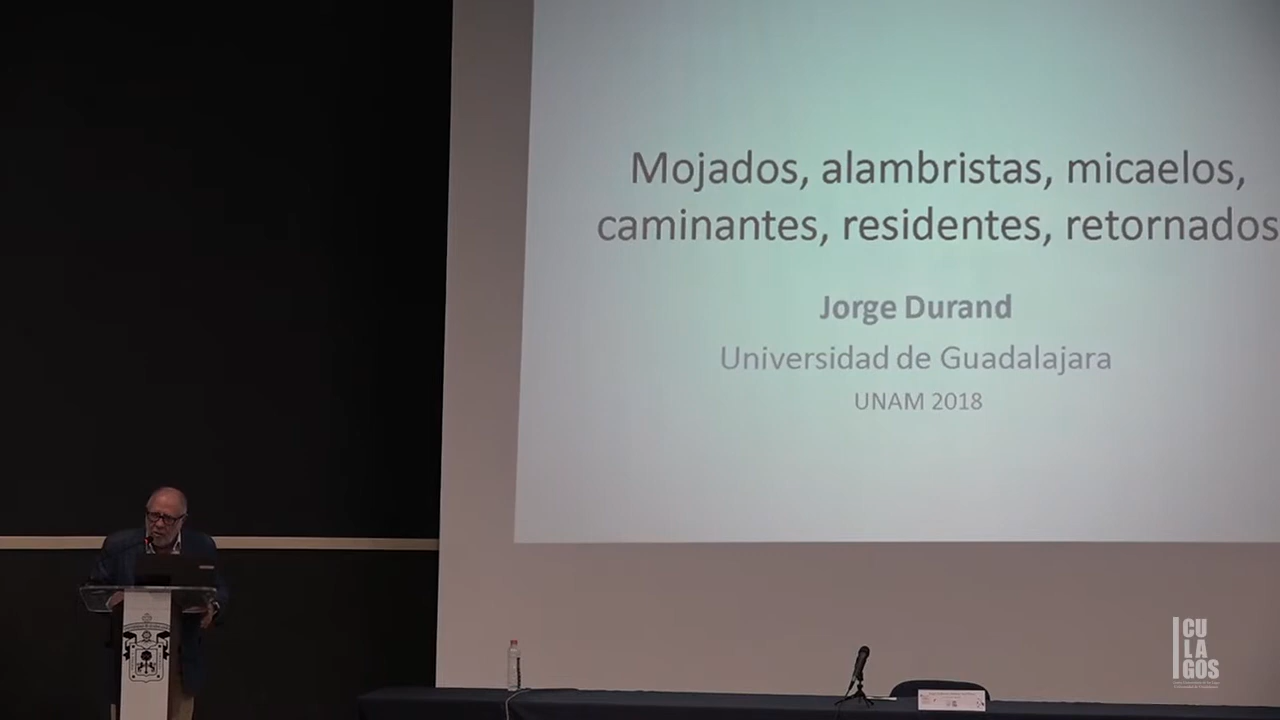 Mojados, alambristas, micaelos,
caminantes, residentes, retornados
Jorge Durand
Universidad de Guadalajara
UNAM 2018
CU
LA
GOS